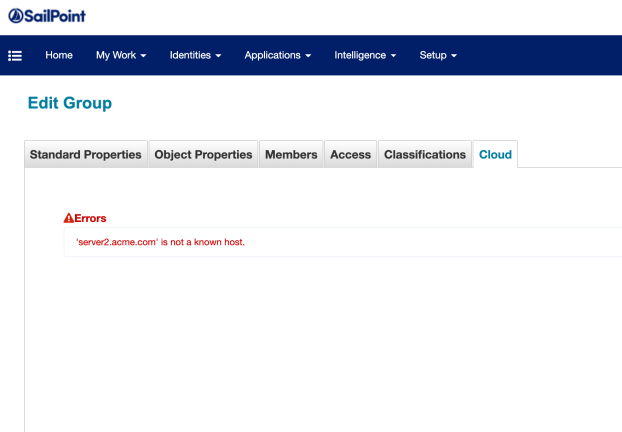 SailPoint
Home My Work Identities Applications Intelligence Setup
Edit Group
Standard Properties Object Properties Members Access Classifications Cloud
Errors
'server2.acme.com' is not a known host.